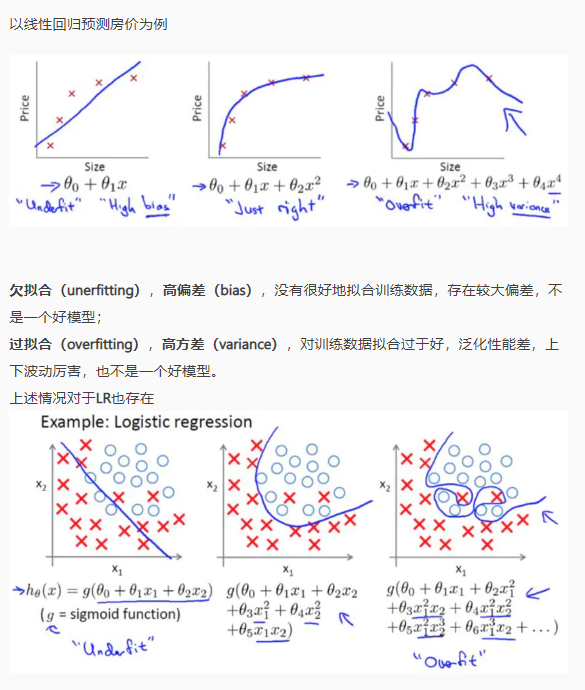 以线性回归预测房价为例
Price Price Price
Size Size Size
→θ₀ + θ₁x →θ₀ + θ₁x + θ₂x² →θ₀ + θ₁x + θ₂x² + θ₃x³ + θ₄x⁴
"Underfit" "High bias" "Just right" "Overfit" "High variance"
欠拟合（unerfitting），高偏差（bias），没有很好地拟合训练数据，存在较大偏差，不
是一个好模型；
过拟合（overfitting），高方差（variance），对训练数据拟合过于好，泛化性能差，上
下波动厉害，也不是一个好模型。
上述情况对于LR也存在
Example: Logistic regression
x₂ x₂ x₂
x₁ x₁ x₁
→hθ(x) = g(θ₀ + θ₁x₁ + θ₂x₂) g(θ₀ + θ₁x₁ + θ₂x₂ g(θ₀ + θ₁x₁ + θ₂x₁²
(g = sigmoid function) +θ₃x₁² + θ₄x₂² +θ₃x₁²x₂ + θ₄x₁²x₂²
+θ₅x₁x₂) +θ₅x₁²x₂³ + θ₆x₁³x₂ + ...)
"Underfit" "Overfit"